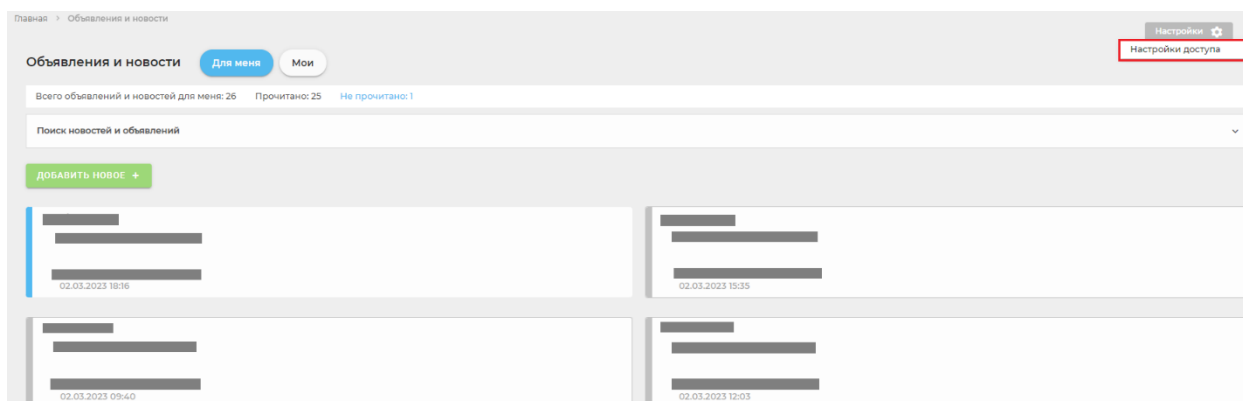 Главная > Объявления и новости
Настройки
Настройки доступа
Объявления и новости Для меня Мои
Всего объявлений и новостей для меня: 26 Прочитано: 25 Не прочитано: 1
Поиск новостей и объявлений
ДОБАВИТЬ НОВОЕ +
02.03.2023 18:16
02.03.2023 15:35
02.03.2023 09:40
02.03.2023 12:03